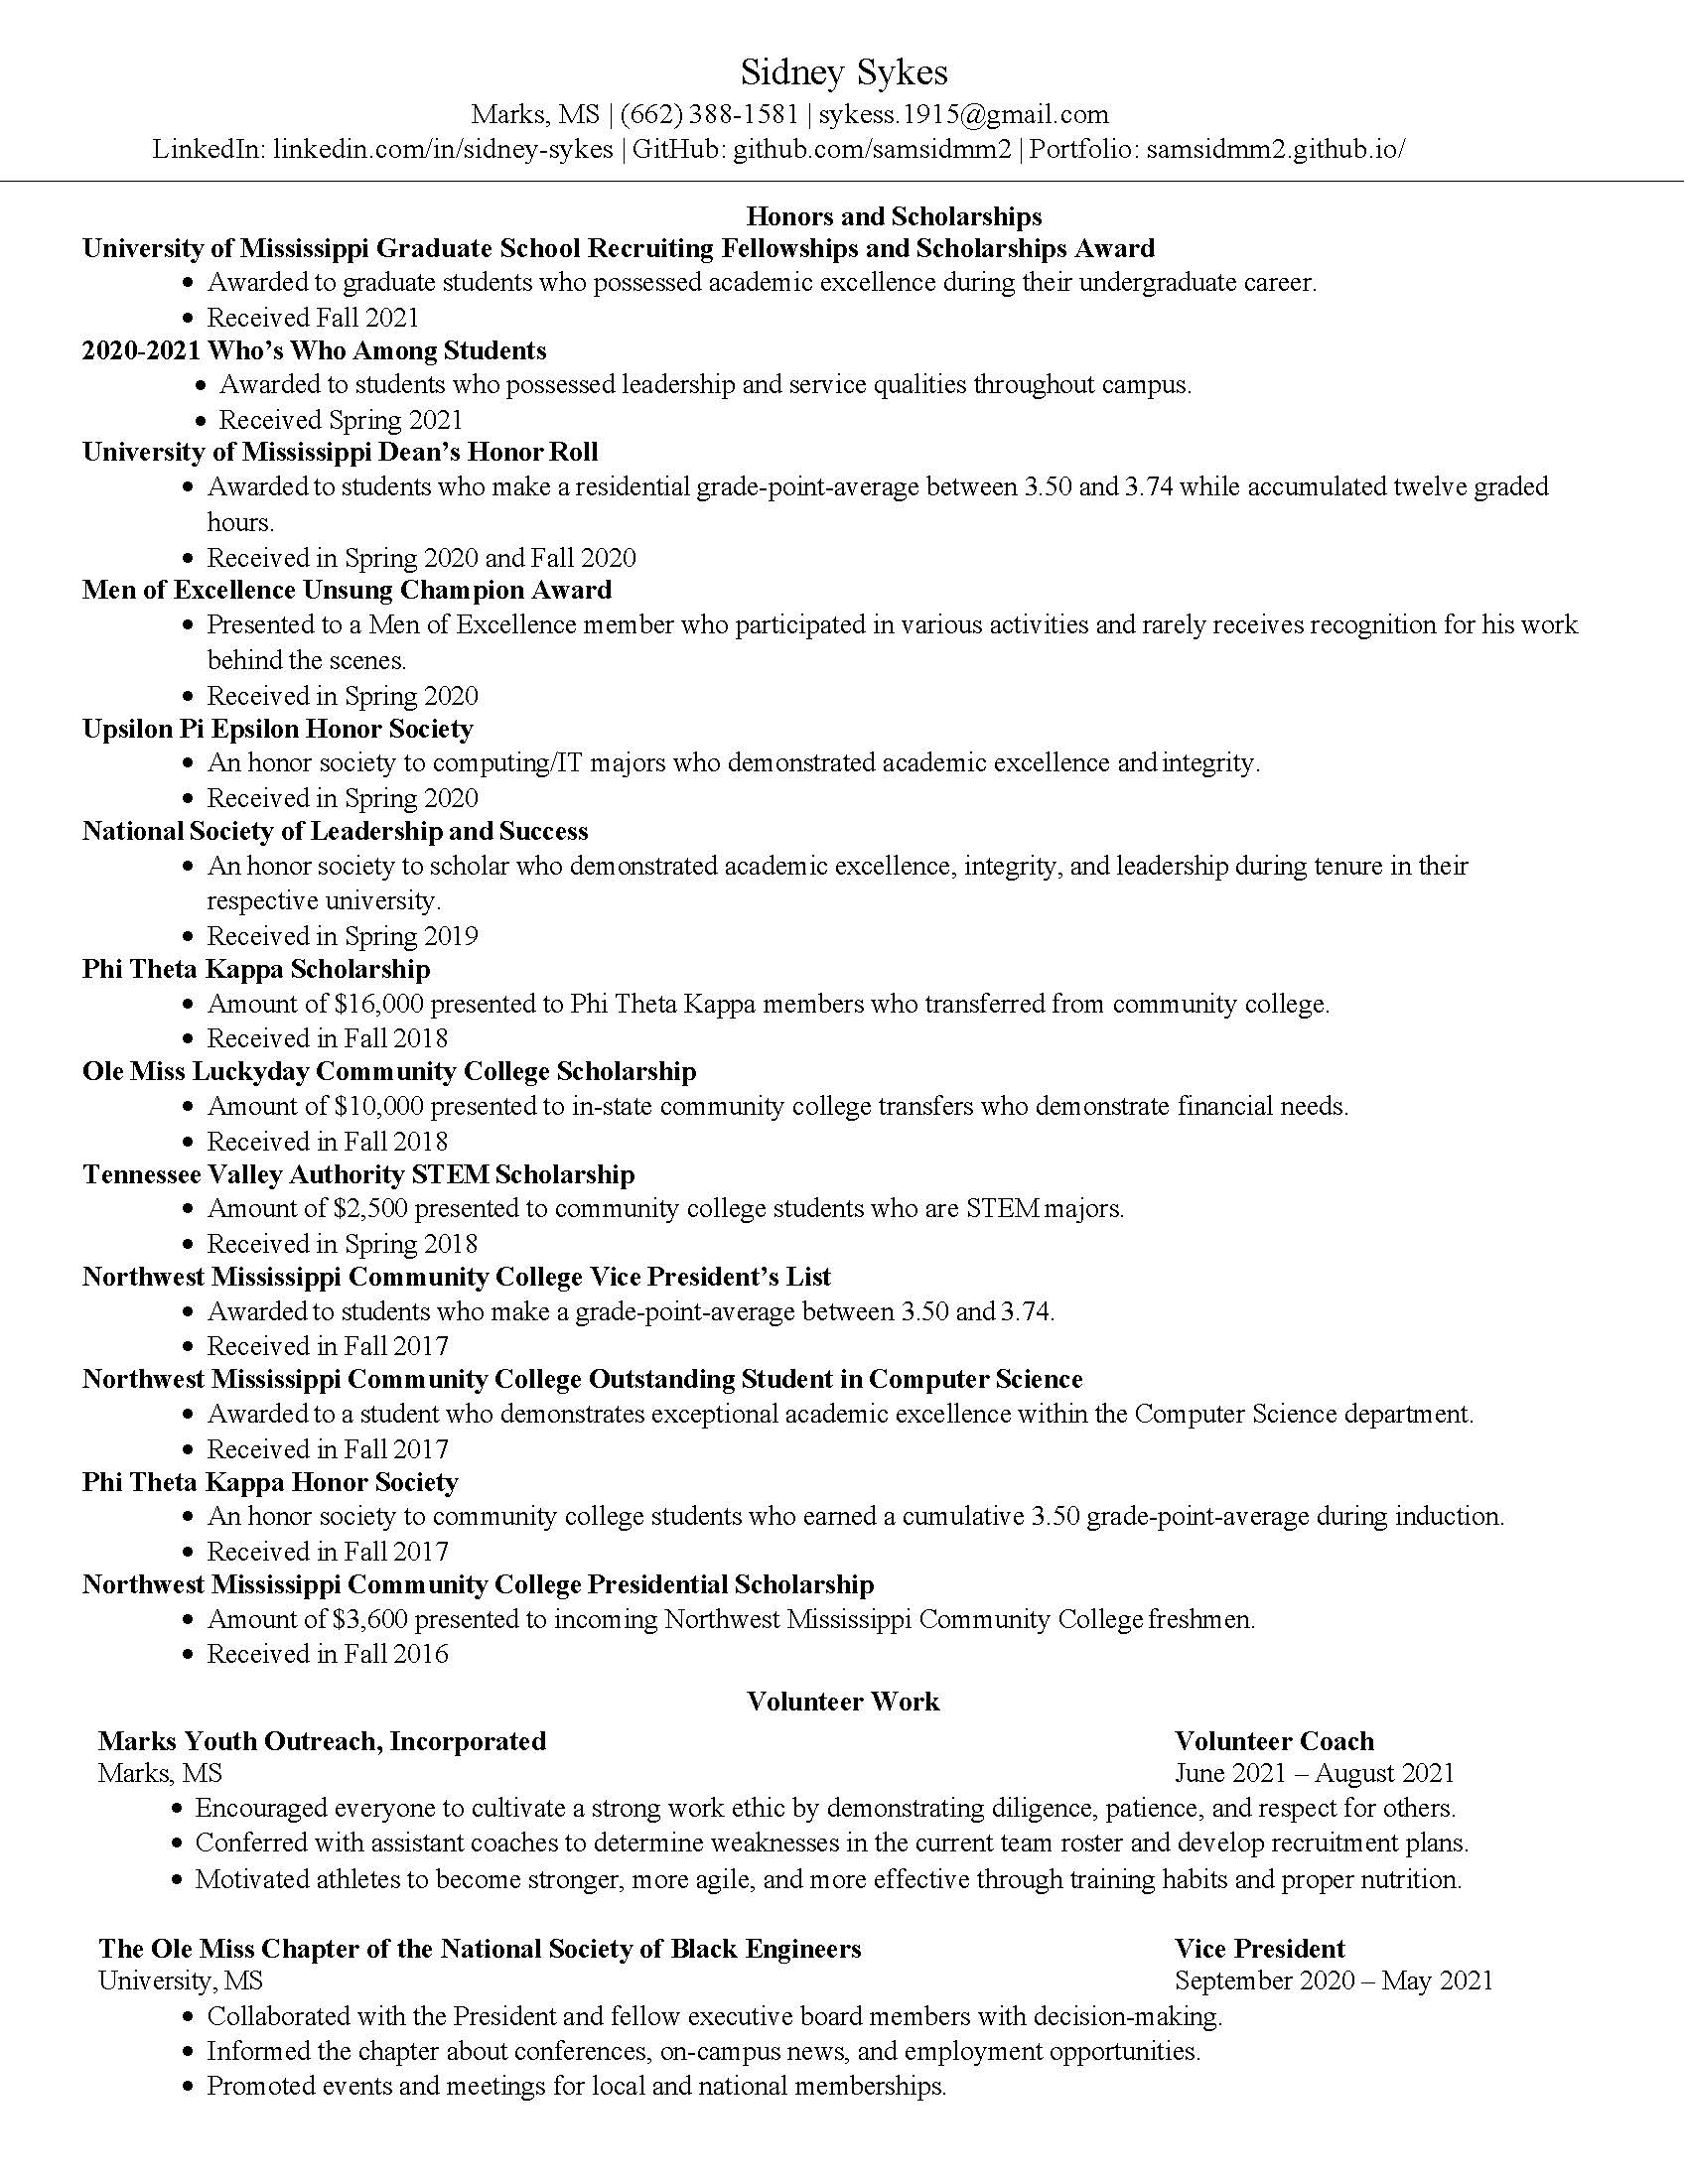 Sidney Sykes
Marks, MS | (662) 388-1581 | sykess.1915@gmail.com
LinkedIn: linkedin.com/in/sidney-sykes | GitHub: github.com/samsidmm2 | Portfolio: samsidmm2.github.io/
Honors and Scholarships
University of Mississippi Graduate School Recruiting Fellowships and Scholarships Award
• Awarded to graduate students who possessed academic excellence during their undergraduate career.
• Received Fall 2021
2020-2021 Who’s Who Among Students
• Awarded to students who possessed leadership and service qualities throughout campus.
• Received Spring 2021
University of Mississippi Dean’s Honor Roll
• Awarded to students who make a residential grade-point-average between 3.50 and 3.74 while accumulated twelve graded
hours.
• Received in Spring 2020 and Fall 2020
Men of Excellence Unsung Champion Award
• Presented to a Men of Excellence member who participated in various activities and rarely receives recognition for his work
behind the scenes.
• Received in Spring 2020
Upsilon Pi Epsilon Honor Society
• An honor society to computing/IT majors who demonstrated academic excellence and integrity.
• Received in Spring 2020
National Society of Leadership and Success
• An honor society to scholar who demonstrated academic excellence, integrity, and leadership during tenure in their
respective university.
• Received in Spring 2019
Phi Theta Kappa Scholarship
• Amount of $16,000 presented to Phi Theta Kappa members who transferred from community college.
• Received in Fall 2018
Ole Miss Luckyday Community College Scholarship
• Amount of $10,000 presented to in-state community college transfers who demonstrate financial needs.
• Received in Fall 2018
Tennessee Valley Authority STEM Scholarship
• Amount of $2,500 presented to community college students who are STEM majors.
• Received in Spring 2018
Northwest Mississippi Community College Vice President’s List
• Awarded to students who make a grade-point-average between 3.50 and 3.74.
• Received in Fall 2017
Northwest Mississippi Community College Outstanding Student in Computer Science
• Awarded to a student who demonstrates exceptional academic excellence within the Computer Science department.
• Received in Fall 2017
Phi Theta Kappa Honor Society
• An honor society to community college students who earned a cumulative 3.50 grade-point-average during induction.
• Received in Fall 2017
Northwest Mississippi Community College Presidential Scholarship
• Amount of $3,600 presented to incoming Northwest Mississippi Community College freshmen.
• Received in Fall 2016
Volunteer Work
Marks Youth Outreach, Incorporated Volunteer Coach
Marks, MS June 2021 – August 2021
• Encouraged everyone to cultivate a strong work ethic by demonstrating diligence, patience, and respect for others.
• Conferred with assistant coaches to determine weaknesses in the current team roster and develop recruitment plans.
• Motivated athletes to become stronger, more agile, and more effective through training habits and proper nutrition.
The Ole Miss Chapter of the National Society of Black Engineers Vice President
University, MS September 2020 – May 2021
• Collaborated with the President and fellow executive board members with decision-making.
• Informed the chapter about conferences, on-campus news, and employment opportunities.
• Promoted events and meetings for local and national memberships.